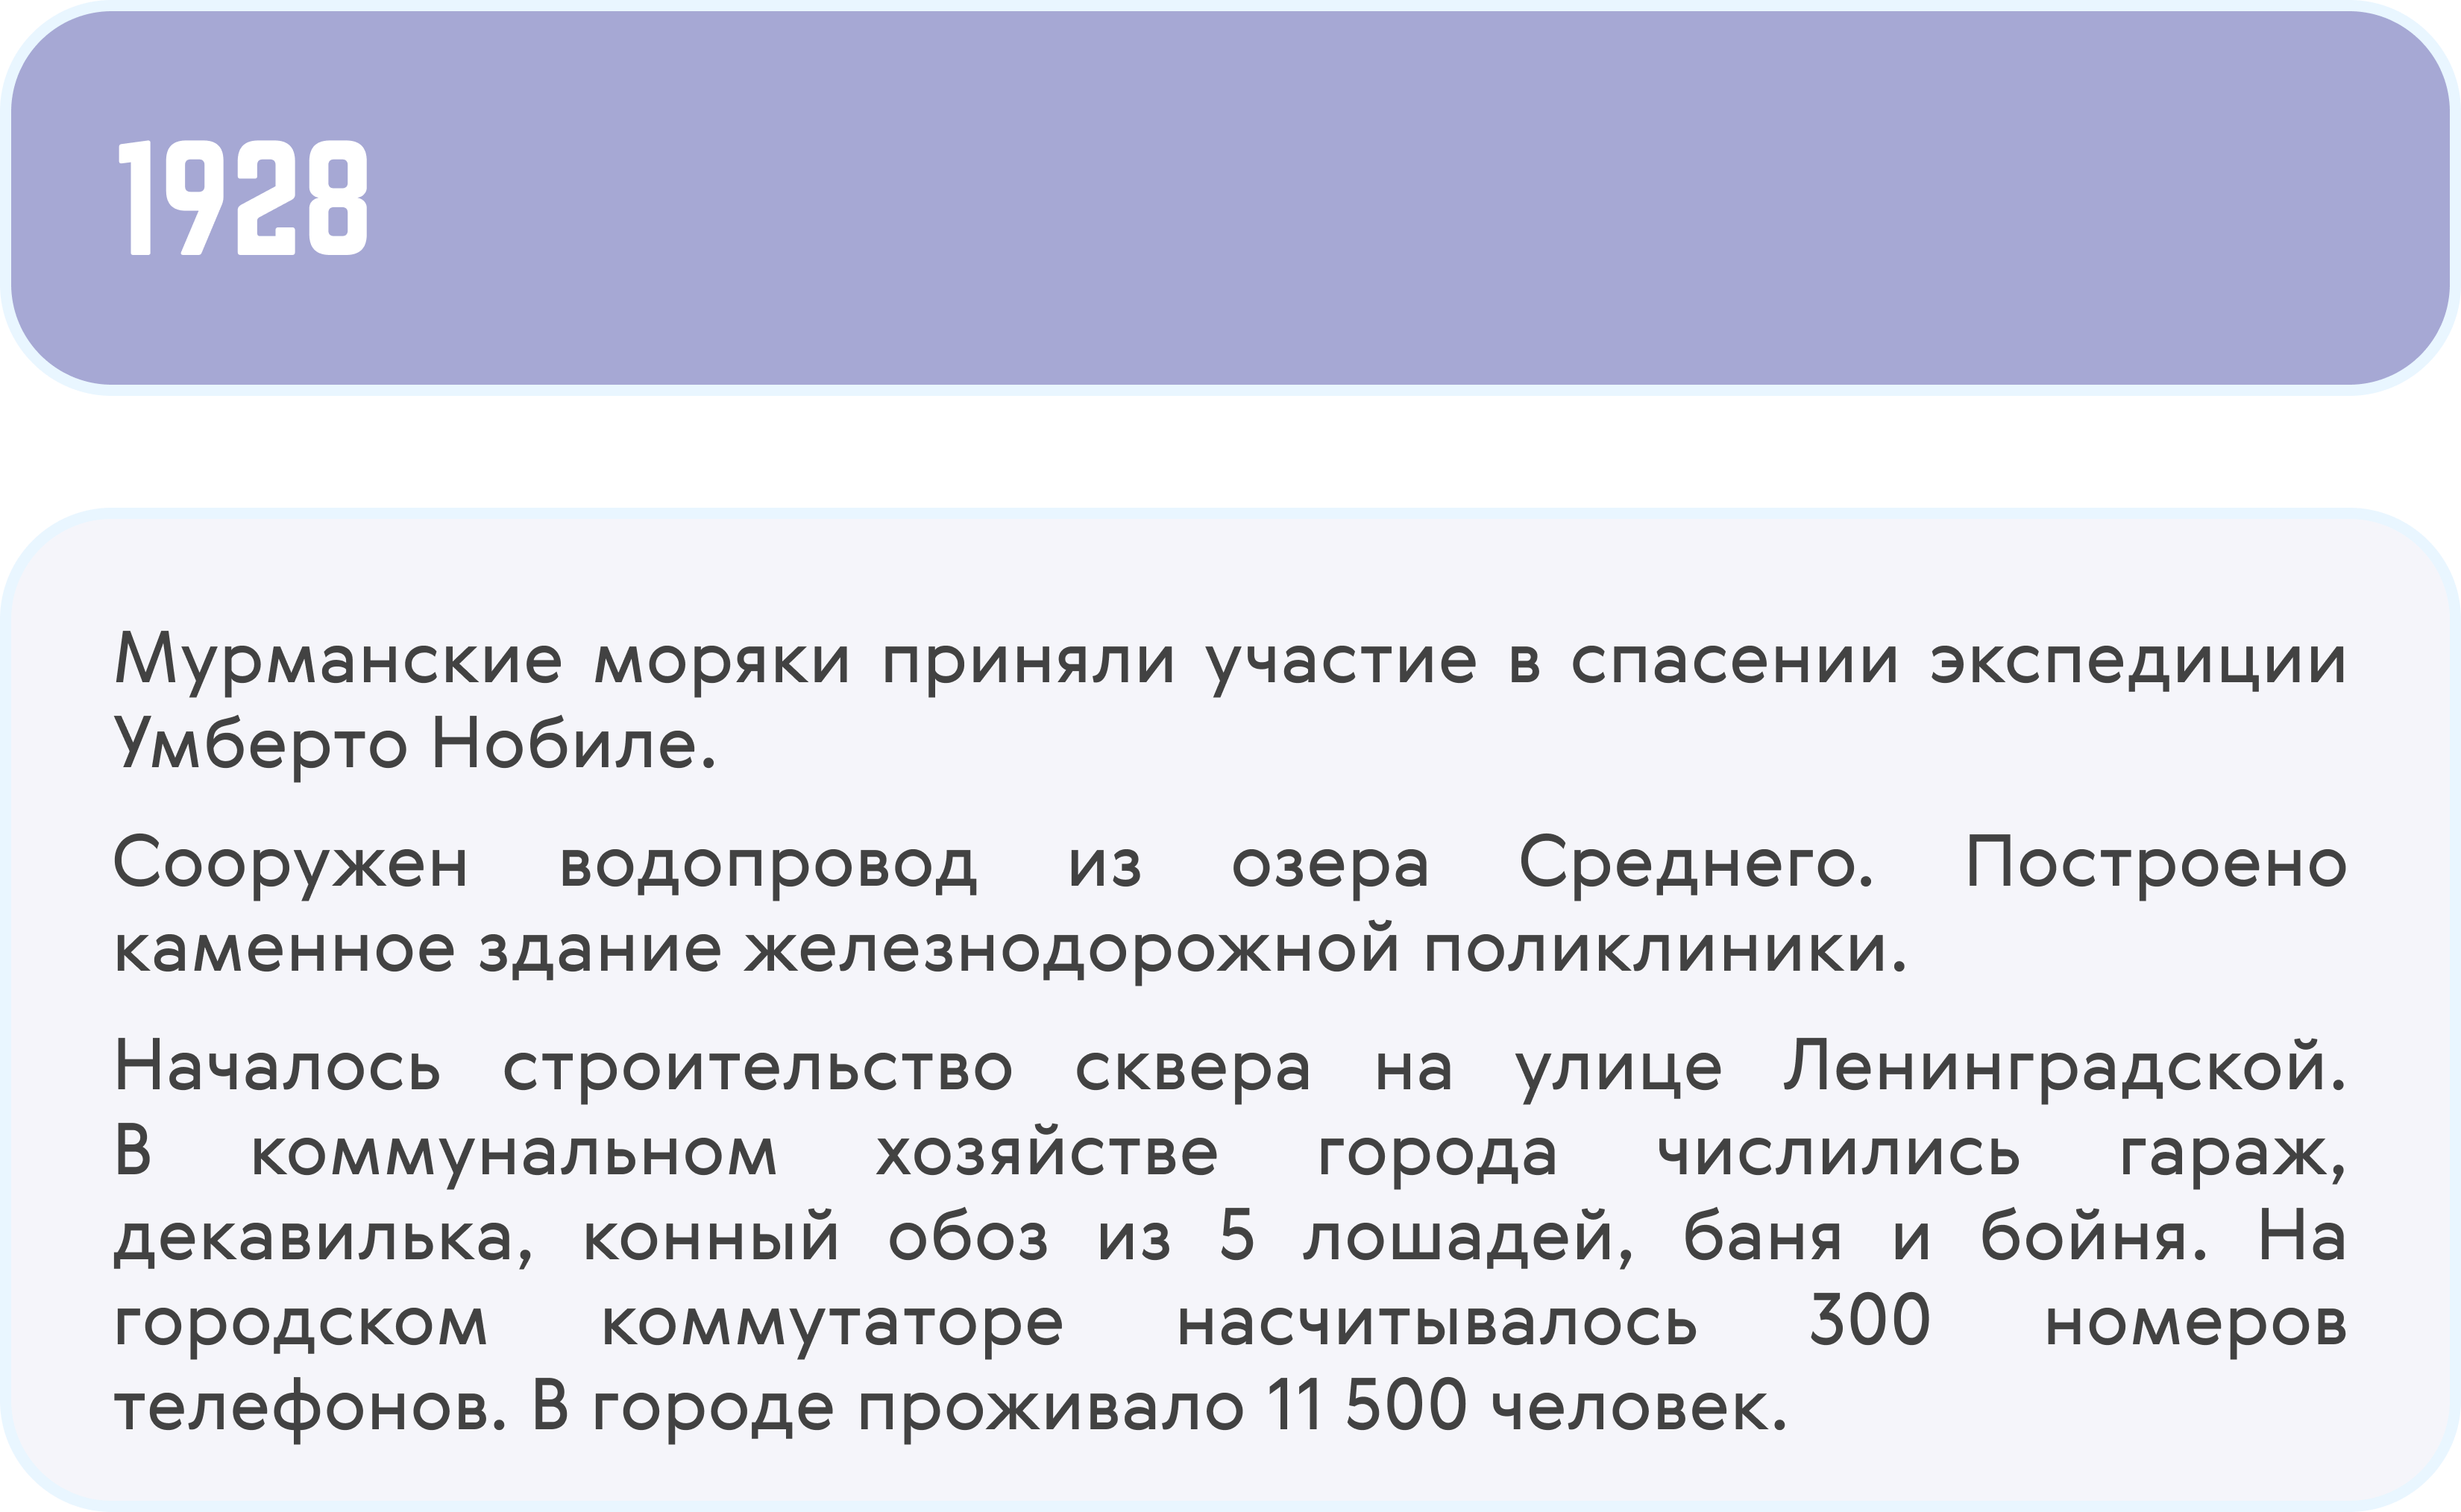 1928
Мурманские моряки приняли участие в спасении экспедиции
Умберто Нобиле.
Сооружен водопровод из озера Среднего. Построено
каменное здание железнодорожной поликлиники.
Началось строительство сквера на улице Ленинградской.
В коммунальном хозяйстве города числились гараж,
декавилька, конный обоз из 5 лошадей, баня и бойня. На
городском коммутаторе насчитывалось 300 номеров
телефонов. В городе проживало 11 500 человек.